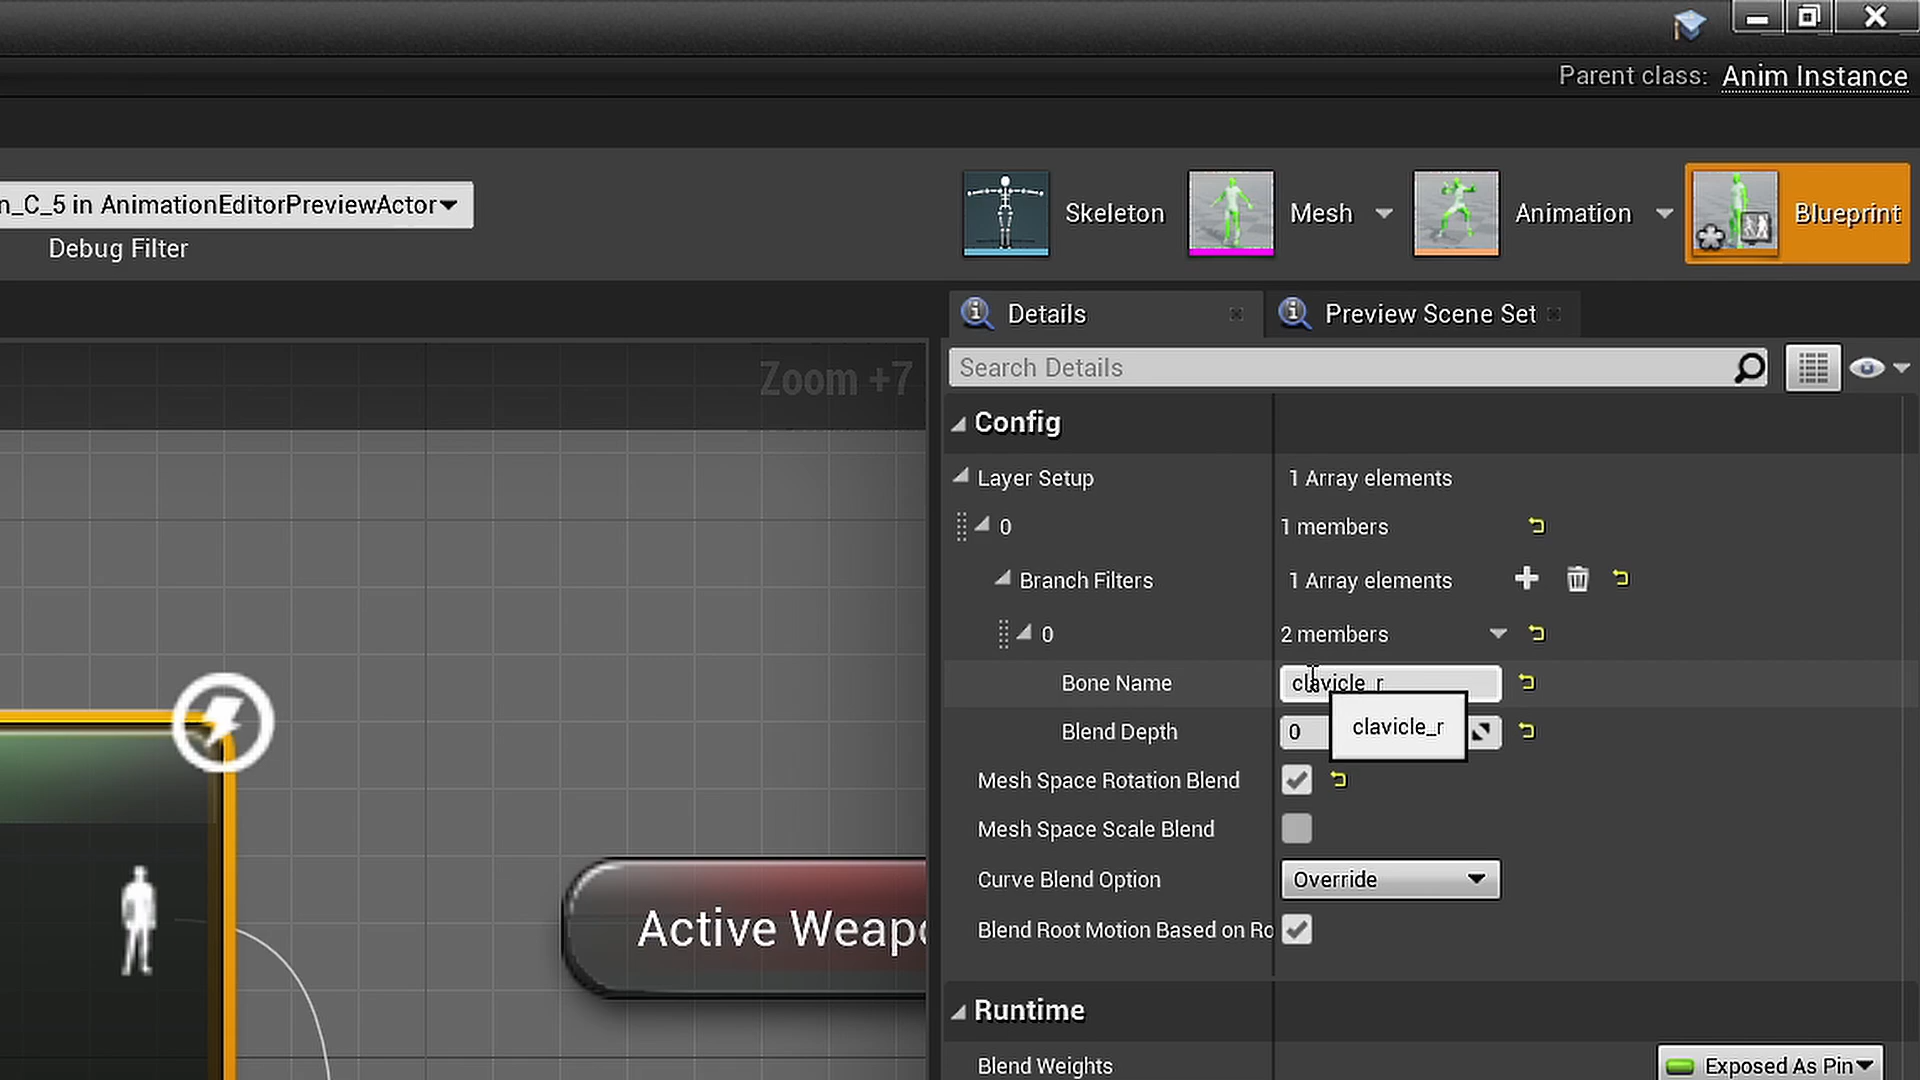 Parent class: Anim Instance
n_C_5 in AnimationEditorPreviewActor
Debug Filter
Skeleton
Mesh
Animation
Blueprint
Details
Preview Scene Set
Zoom +7
Search Details
Config
Layer Setup
1 Array elements
0
1 members
Branch Filters
1 Array elements
0
2 members
Bone Name
clavicle_r
Blend Depth
0
clavicle_r
Mesh Space Rotation Blend
Mesh Space Scale Blend
Curve Blend Option
Override
Blend Root Motion Based on Ro
Active Weapo
Runtime
Blend Weights
Exposed As Pin